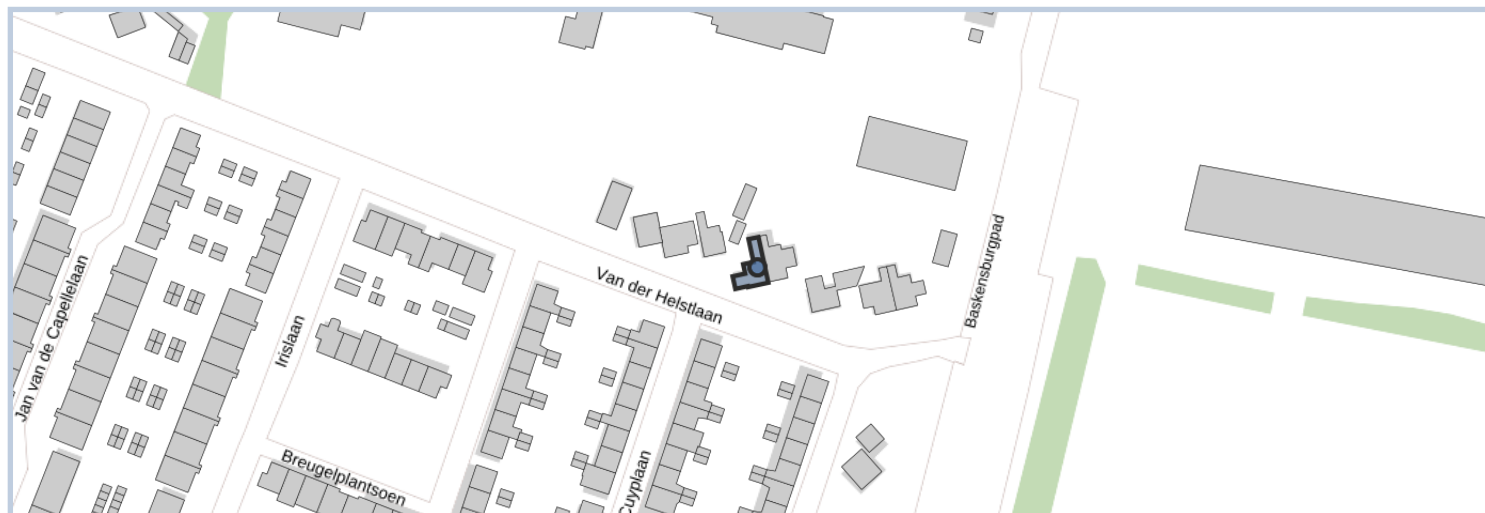 Baskensburgpad
Van der Helstlaan
Jan van de Capellelaan
Irislaan
Breugelplantsoen
Cuyplaan